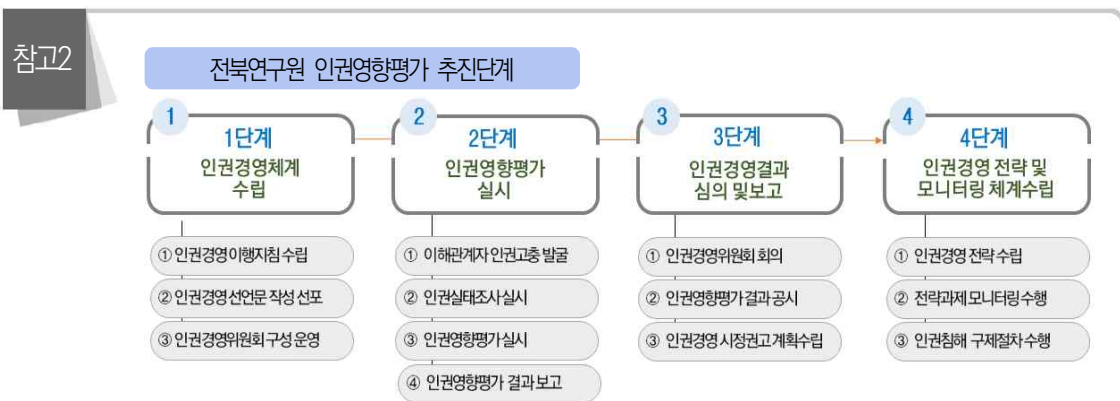 참고2
전북연구원 인권영향평가 추진단계
1
1단계
인권경영체계
수립
① 인권경영 이행지침 수립
② 인권경영 선언문 작성 선포
③ 인권경영위원회 구성 운영
2
2단계
인권영향평가
실시
① 이해관계자 인권고충 발굴
② 인권실태조사 실시
③ 인권영향평가 실시
④ 인권영향평가 결과 보고
3
3단계
인권경영결과
심의 및보고
① 인권경영위원회 회의
② 인권영향평가 결과 공시
③ 인권경영 시정권고 계획수립
4
4단계
인권경영 전략 및
모니터링 체계수립
① 인권경영 전략 수립
② 전략과제 모니터링 수행
③ 인권침해 구제절차 수행